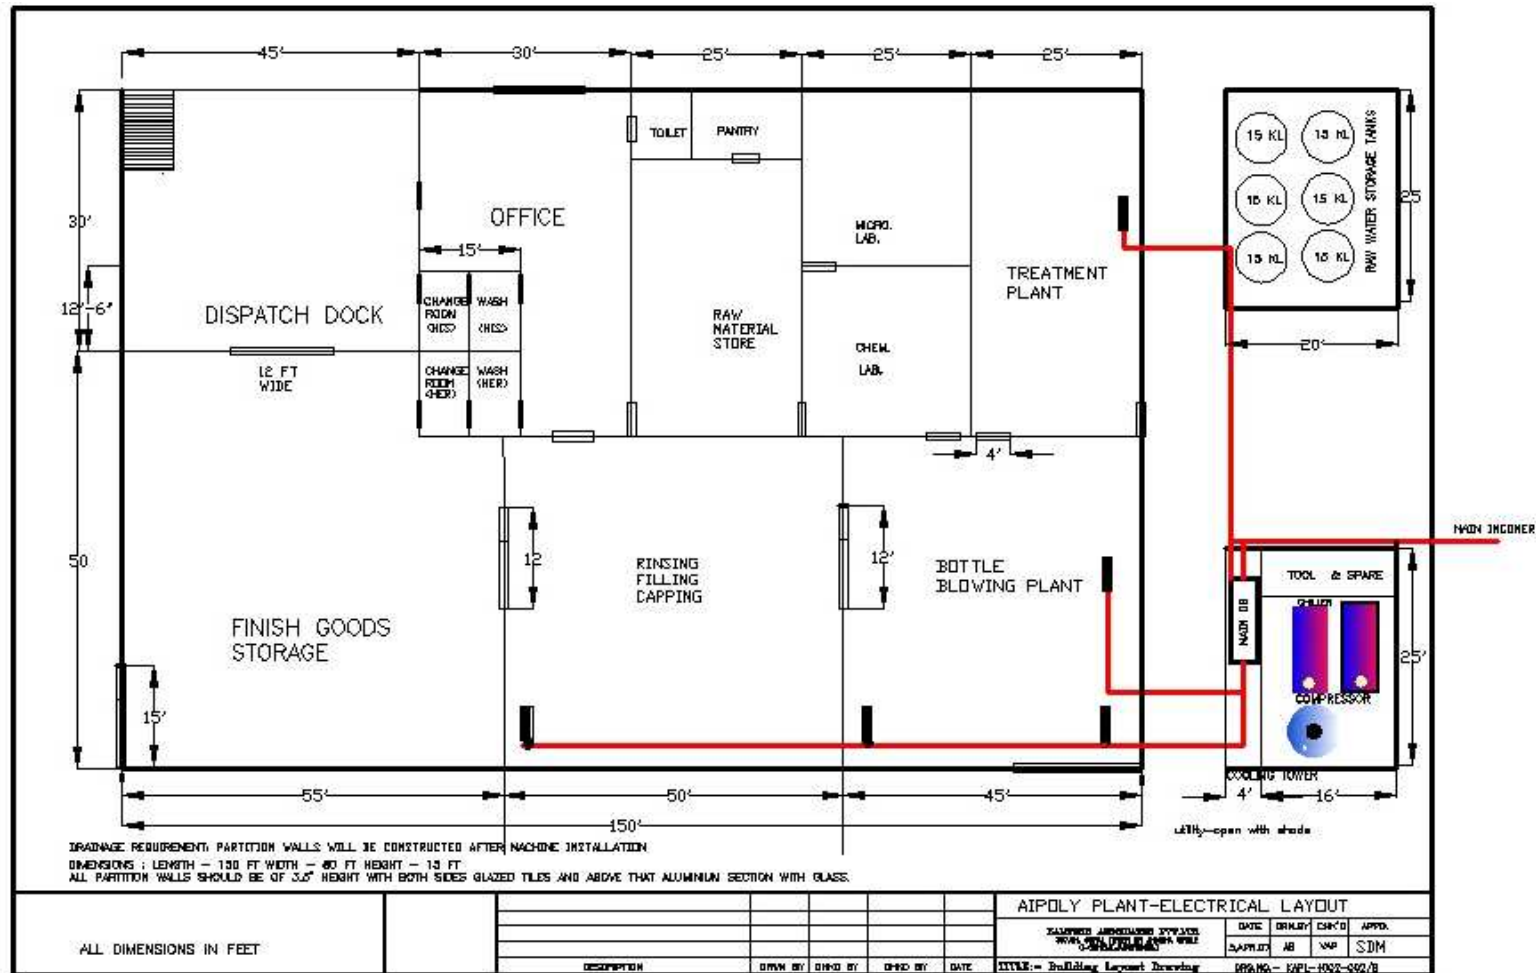 45'
30'
25'
25'
25'
TOILET
PANTRY
15 KL
15 KL
RAW WATER STORAGE TANKS
25
15 KL
15 KL
15 KL
15 KL
30'
OFFICE
MICRO.
LAB.
15'
TREATMENT
PLANT
12'-6"
DISPATCH DOCK
CHANGE
ROOM
(HIS)
WASH
(HIS)
RAW
MATERIAL
STORE
CHEM.
LAB.
20'
12 FT
WIDE
CHANGE
ROOM
(HER)
WASH
(HER)
4'
MAIN INCOMER
50
12
12'
RINSING
FILLING
CAPPING
BOTTLE
BLOWING PLANT
TOOL & SPARE
CHILLER
MAIN DB
FINISH GOODS
STORAGE
25'
COMPRESSOR
15'
COOLING TOWER
55'
50'
45'
4'
16'
150'
utility-open with shade
DRAINAGE REQUIREMENT: PARTITION WALLS WILL BE CONSTRUCTED AFTER MACHINE INSTALLATION
DIMENSIONS : LENGTH - 150 FT WIDTH - 80 FT HEIGHT - 15 FT
ALL PARTITION WALLS SHOULD BE OF HEIGHT WITH BOTH SIDES GLAZED TILES AND ABOVE THAT ALUMINIUM SECTION WITH GLASS.
AIPOLY PLANT-ELECTRICAL LAYOUT
DATE
DRN.BY
CHK'D
APPD.
AB
VAP
SDM
ALL DIMENSIONS IN FEET
DESCRIPTION
DRWN BY
CHKD BY
CHKD BY
DATE
TITLE:- Building Layout Drawing